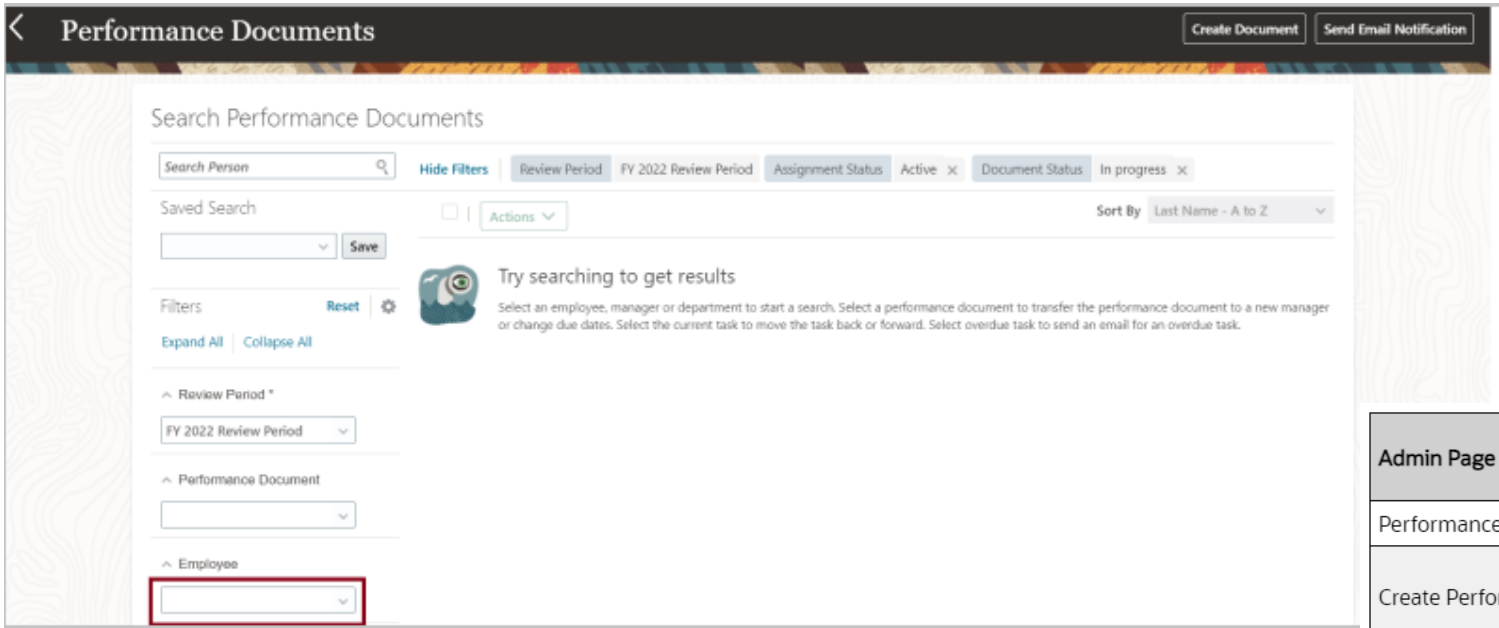 Performance Documents
Create Document
Send Email Notification
Search Performance Documents
Search Person
Hide Filters
Review Period FY 2022 Review Period
Assignment Status Active ×
Document Status In progress ×
Saved Search
Save
Actions
Sort By Last Name - A to Z
Try searching to get results
Select an employee, manager or department to start a search. Select a performance document to transfer the performance document to a new manager
or change due dates. Select the current task to move the task back or forward. Select overdue task to send an email for an overdue task.
Filters
Reset
Expand All
Collapse All
Review Period *
FY 2022 Review Period
Performance Document
Employee
Admin Page
Performance
Create Perfo